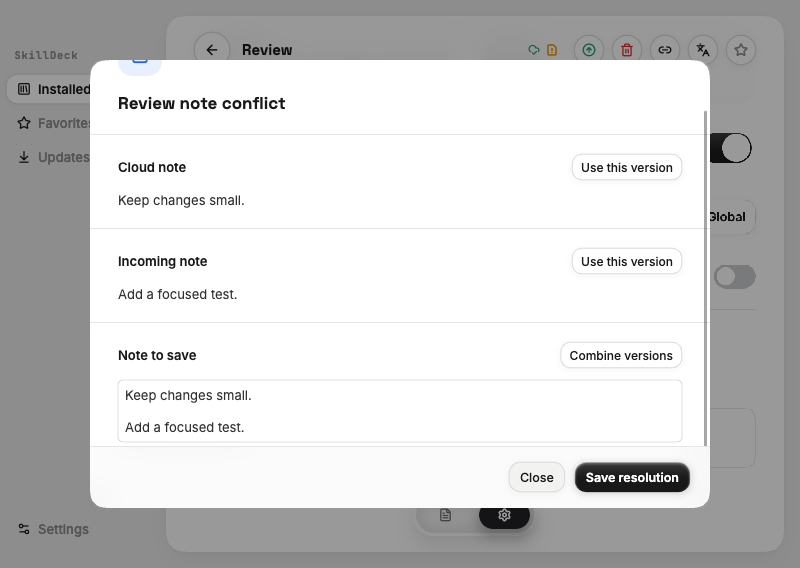 SkillDeck
Review
Installed
Favorites
Updates
Global
Review note conflict
Cloud note
Use this version
Keep changes small.
Incoming note
Use this version
Add a focused test.
Note to save
Combine versions
Keep changes small.
Add a focused test.
Close
Save resolution
Settings